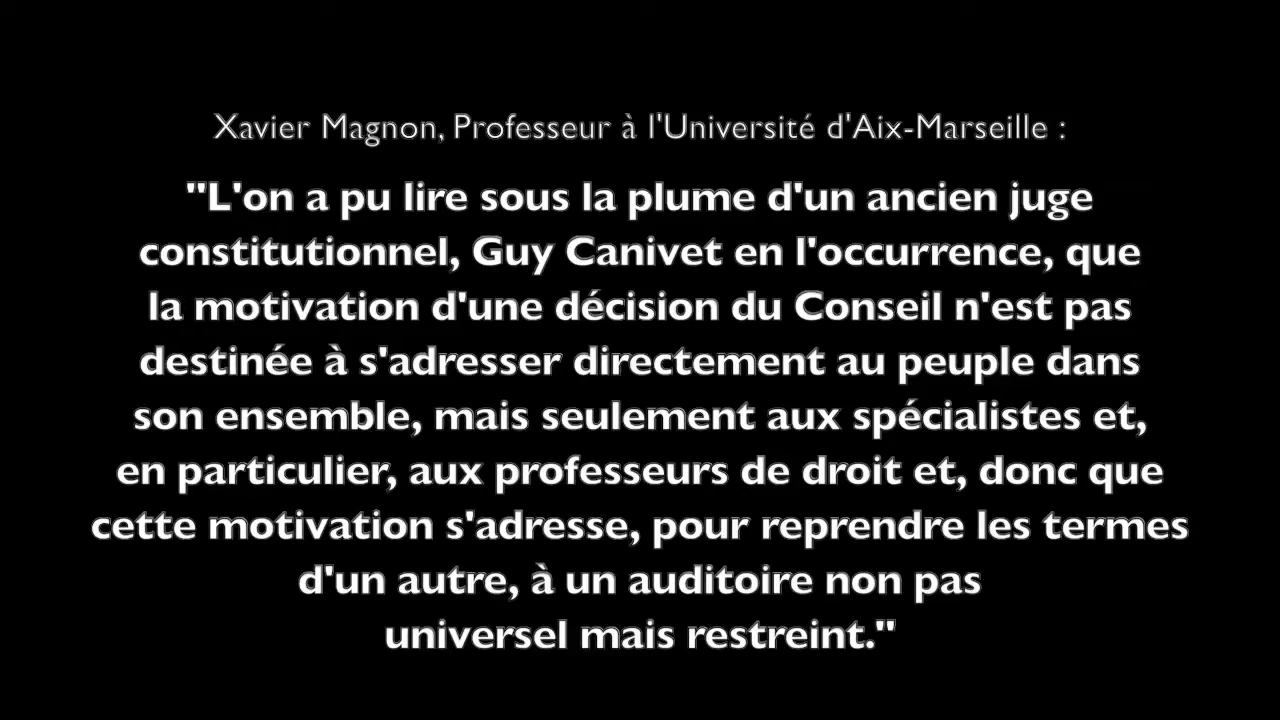 Xavier Magnon, Professeur à l'Université d'Aix-Marseille :
"L'on a pu lire sous la plume d'un ancien juge
constitutionnel, Guy Canivet en l'occurrence, que
la motivation d'une décision du Conseil n'est pas
destinée à s'adresser directement au peuple dans
son ensemble, mais seulement aux spécialistes et,
en particulier, aux professeurs de droit et, donc que
cette motivation s'adresse, pour reprendre les termes
d'un autre, à un auditoire non pas
universel mais restreint."